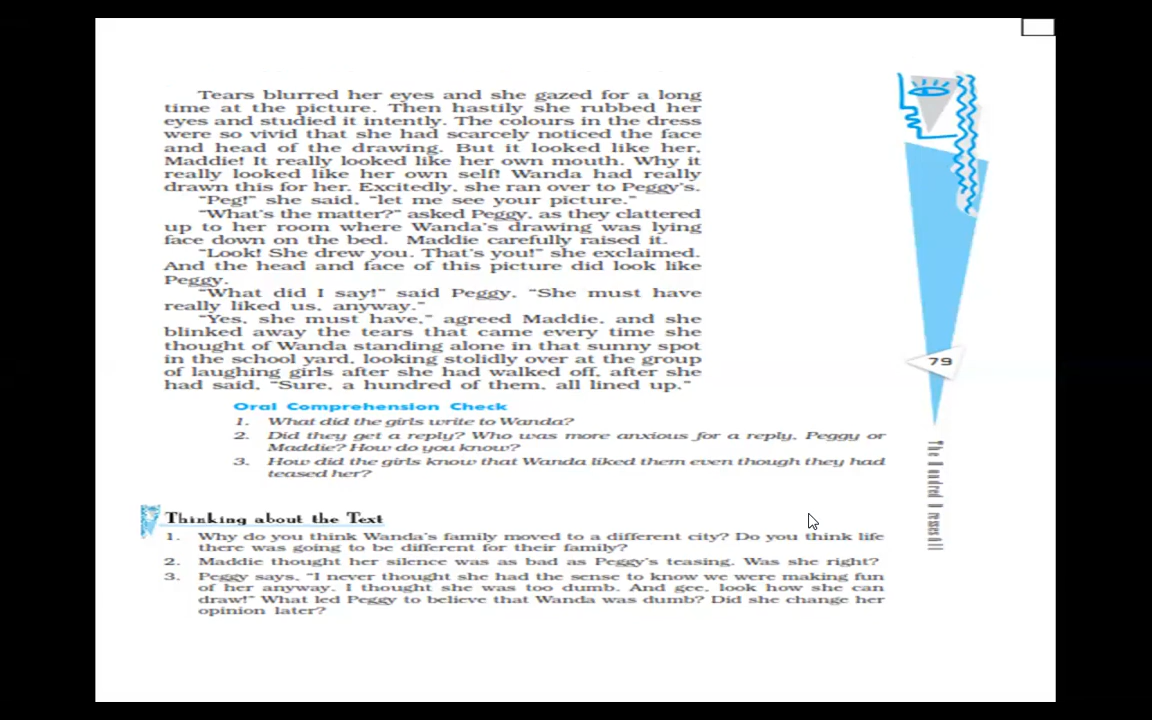 Tears blurred her eyes and she gazed for a long
time at the picture. Then hastily she rubbed her
eyes and studied it intently. The colours in the dress
were so vivid that she had scarcely noticed the face
and head of the drawing. But it looked like her,
Maddie! It really looked like her own mouth. Why it
really looked like her own self! Wanda had really
drawn this for her. Excitedly, she ran over to Peggy's.
“Peg!” she said, “let me see your picture.”
“What's the matter?” asked Peggy, as they clattered
up to her room where Wanda's drawing was lying
face down on the bed. Maddie carefully raised it.
“Look! She drew you. That's you!” she exclaimed.
And the head and face of this picture did look like
Peggy.
“What did I say!” said Peggy, “She must have
really liked us, anyway.”
“Yes, she must have,” agreed Maddie, and she
blinked away the tears that came every time she
thought of Wanda standing alone in that sunny spot
in the school yard, looking stolidly over at the group
of laughing girls after she had walked off, after she
had said, “Sure, a hundred of them, all lined up.”
Oral Comprehension Check
1. What did the girls write to Wanda?
2. Did they get a reply? Who was more anxious for a reply, Peggy or
Maddie? How do you know?
3. How did the girls know that Wanda liked them even though they had
teased her?
Thinking about the Text
1. Why do you think Wanda's family moved to a different city? Do you think life
there was going to be different for their family?
2. Maddie thought her silence was as bad as Peggy's teasing. Was she right?
3. Peggy says, “I never thought she had the sense to know we were making fun
of her anyway. I thought she was too dumb. And gee, look how she can
draw!” What led Peggy to believe that Wanda was dumb? Did she change her
opinion later?
79
The Hundred DressesII